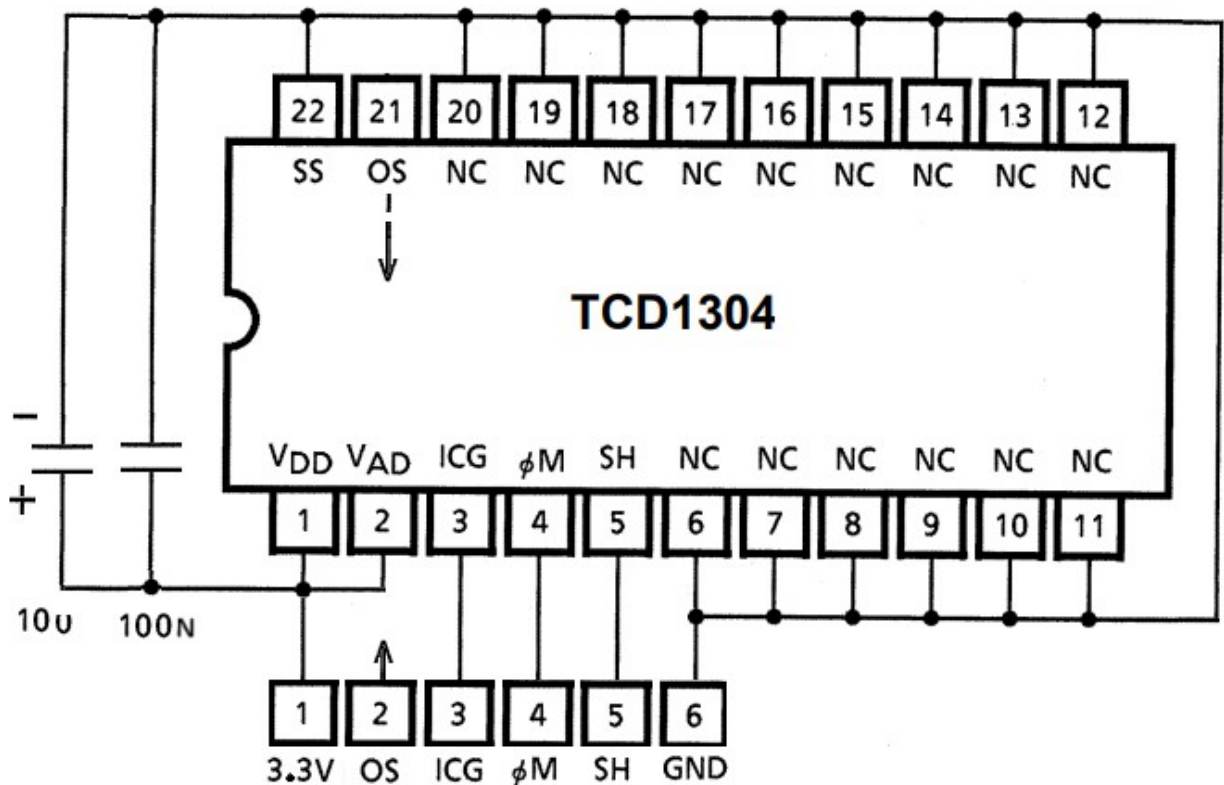 22 21 20 19 18 17 16 15 14 13 12
SS OS NC NC NC NC NC NC NC NC NC
TCD1304
−
VDD VAD ICG ϕM SH NC NC NC NC NC NC
+
1 2 3 4 5 6 7 8 9 10 11
10U 100N
1 2 3 4 5 6
3.3V OS ICG ϕM SH GND